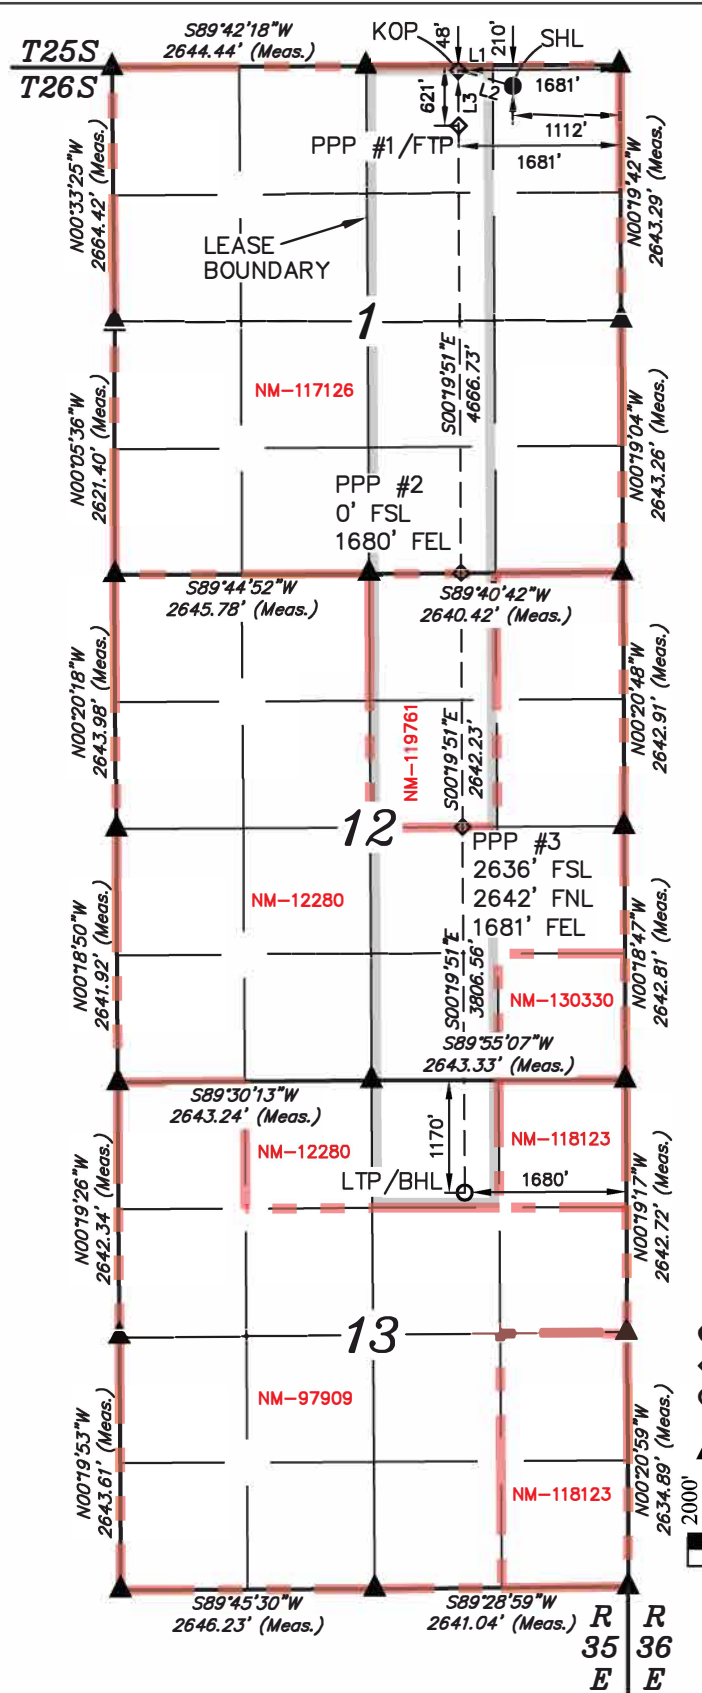 S89°42'18"W
2644.44' (Meas.)
T25S
T26S
KOP
48'
210'
SHL
L1
L2
L3
621'
1681'
1112'
PPP #1/FTP
1681'
N00°33'25"W
2664.42' (Meas.)
N00°19'42"W
2643.29' (Meas.)
LEASE
BOUNDARY
1
S00°19'51"E
4666.73'
NM-117126
N00°05'36"W
2621.40' (Meas.)
N00°19'04"W
2643.26' (Meas.)
PPP #2
0' FSL
1680' FEL
S89°44'52"W
2645.78' (Meas.)
S89°40'42"W
2640.42' (Meas.)
N00°20'18"W
2643.98' (Meas.)
N00°20'48"W
2642.91' (Meas.)
NM-119761
S00°19'51"E
2642.23'
12
PPP #3
2636' FSL
2642' FNL
1681' FEL
NM-12280
N00°18'50"W
2641.92' (Meas.)
N00°18'47"W
2642.81' (Meas.)
S00°19'51"E
3806.56'
NM-130330
S89°55'07"W
2643.33' (Meas.)
S89°30'13"W
2643.24' (Meas.)
1170'
NM-12280
NM-118123
LTP/BHL
1680'
N00°19'26"W
2642.34' (Meas.)
N00°19'17"W
2642.72' (Meas.)
13
NM-97909
N00°19'53"W
2643.61' (Meas.)
N00°20'59"W
2634.89' (Meas.)
NM-118123
2000'
S89°45'30"W
2646.23' (Meas.)
S89°28'59"W
2641.04' (Meas.)
R R
35 36
E E